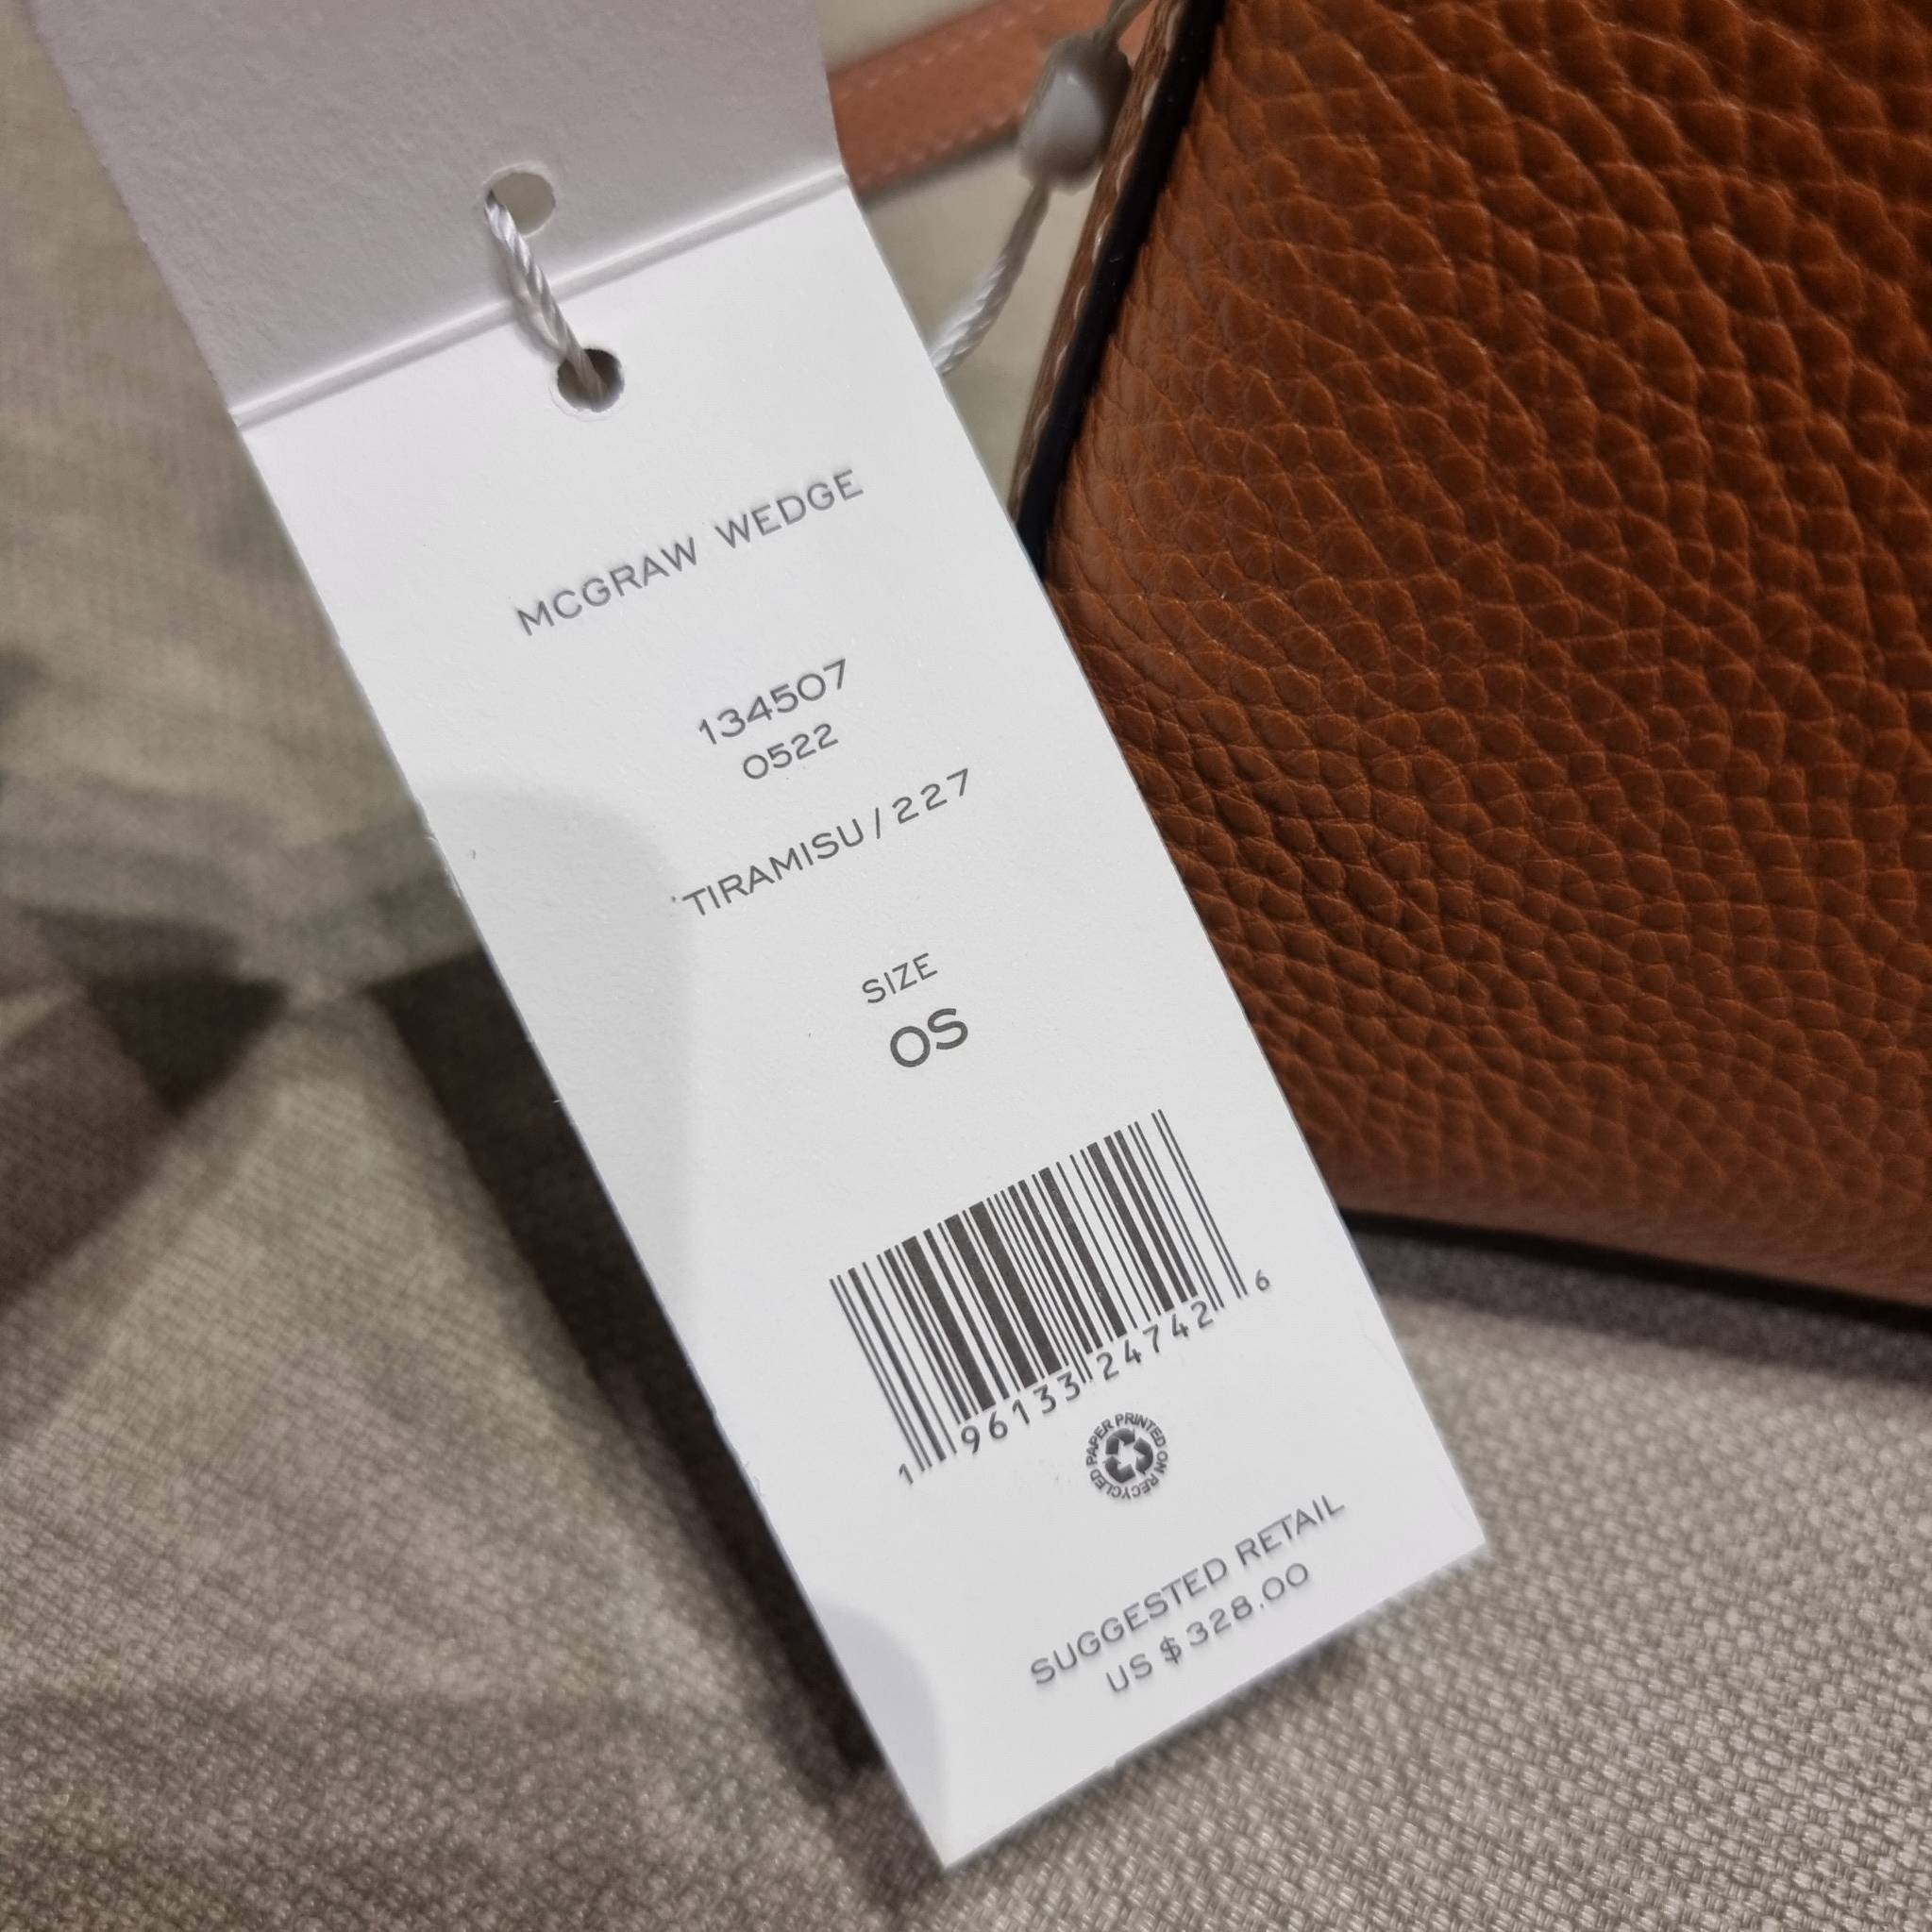 MCGRAW WEDGE
134507
0522
TIRAMISU / 227
SIZE
OS
1 96133 24742 6
PRINTED ON RECYCLED PAPER
SUGGESTED RETAIL
US $ 328.00